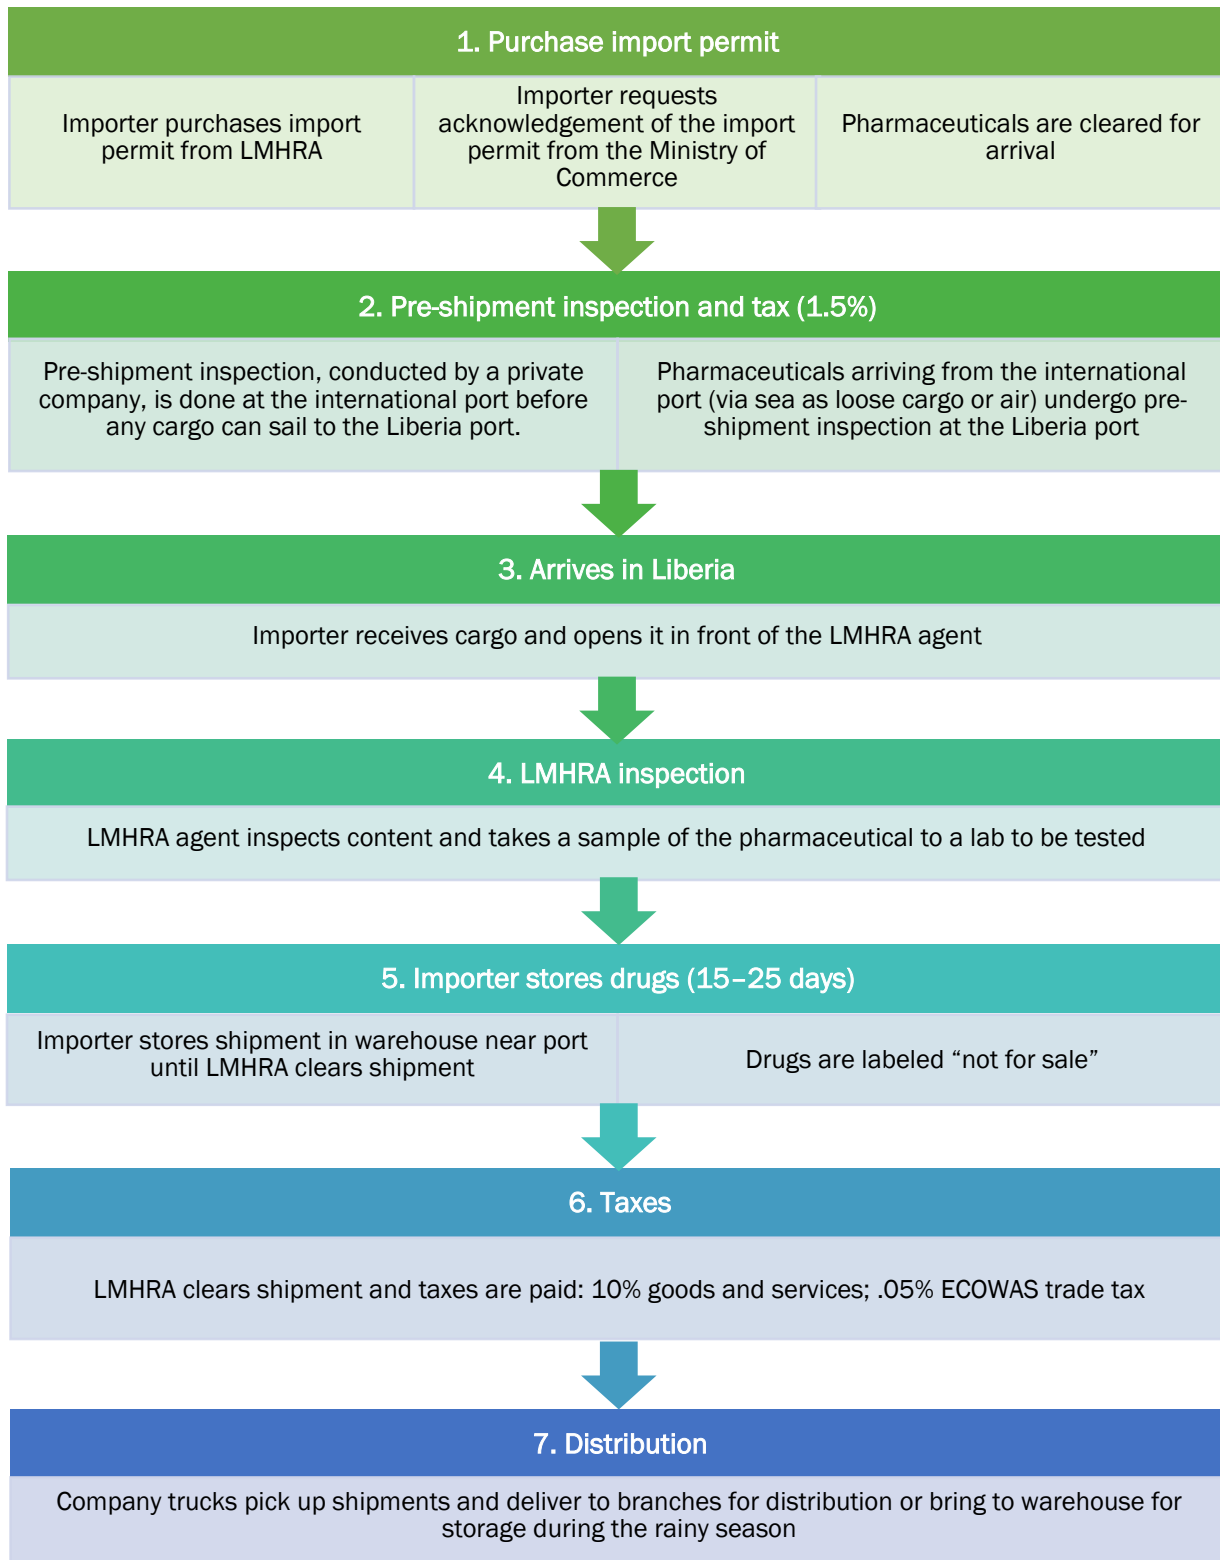 1. Purchase import permit
Importer purchases import
permit from LMHRA
Importer requests
acknowledgement of the import
permit from the Ministry of
Commerce
Pharmaceuticals are cleared for
arrival
2. Pre-shipment inspection and tax (1.5%)
Pre-shipment inspection, conducted by a private
company, is done at the international port before
any cargo can sail to the Liberia port.
Pharmaceuticals arriving from the international
port (via sea as loose cargo or air) undergo pre-
shipment inspection at the Liberia port
3. Arrives in Liberia
Importer receives cargo and opens it in front of the LMHRA agent
4. LMHRA inspection
LMHRA agent inspects content and takes a sample of the pharmaceutical to a lab to be tested
5. Importer stores drugs (15–25 days)
Importer stores shipment in warehouse near port
until LMHRA clears shipment
Drugs are labeled “not for sale”
6. Taxes
LMHRA clears shipment and taxes are paid: 10% goods and services; .05% ECOWAS trade tax
7. Distribution
Company trucks pick up shipments and deliver to branches for distribution or bring to warehouse for
storage during the rainy season